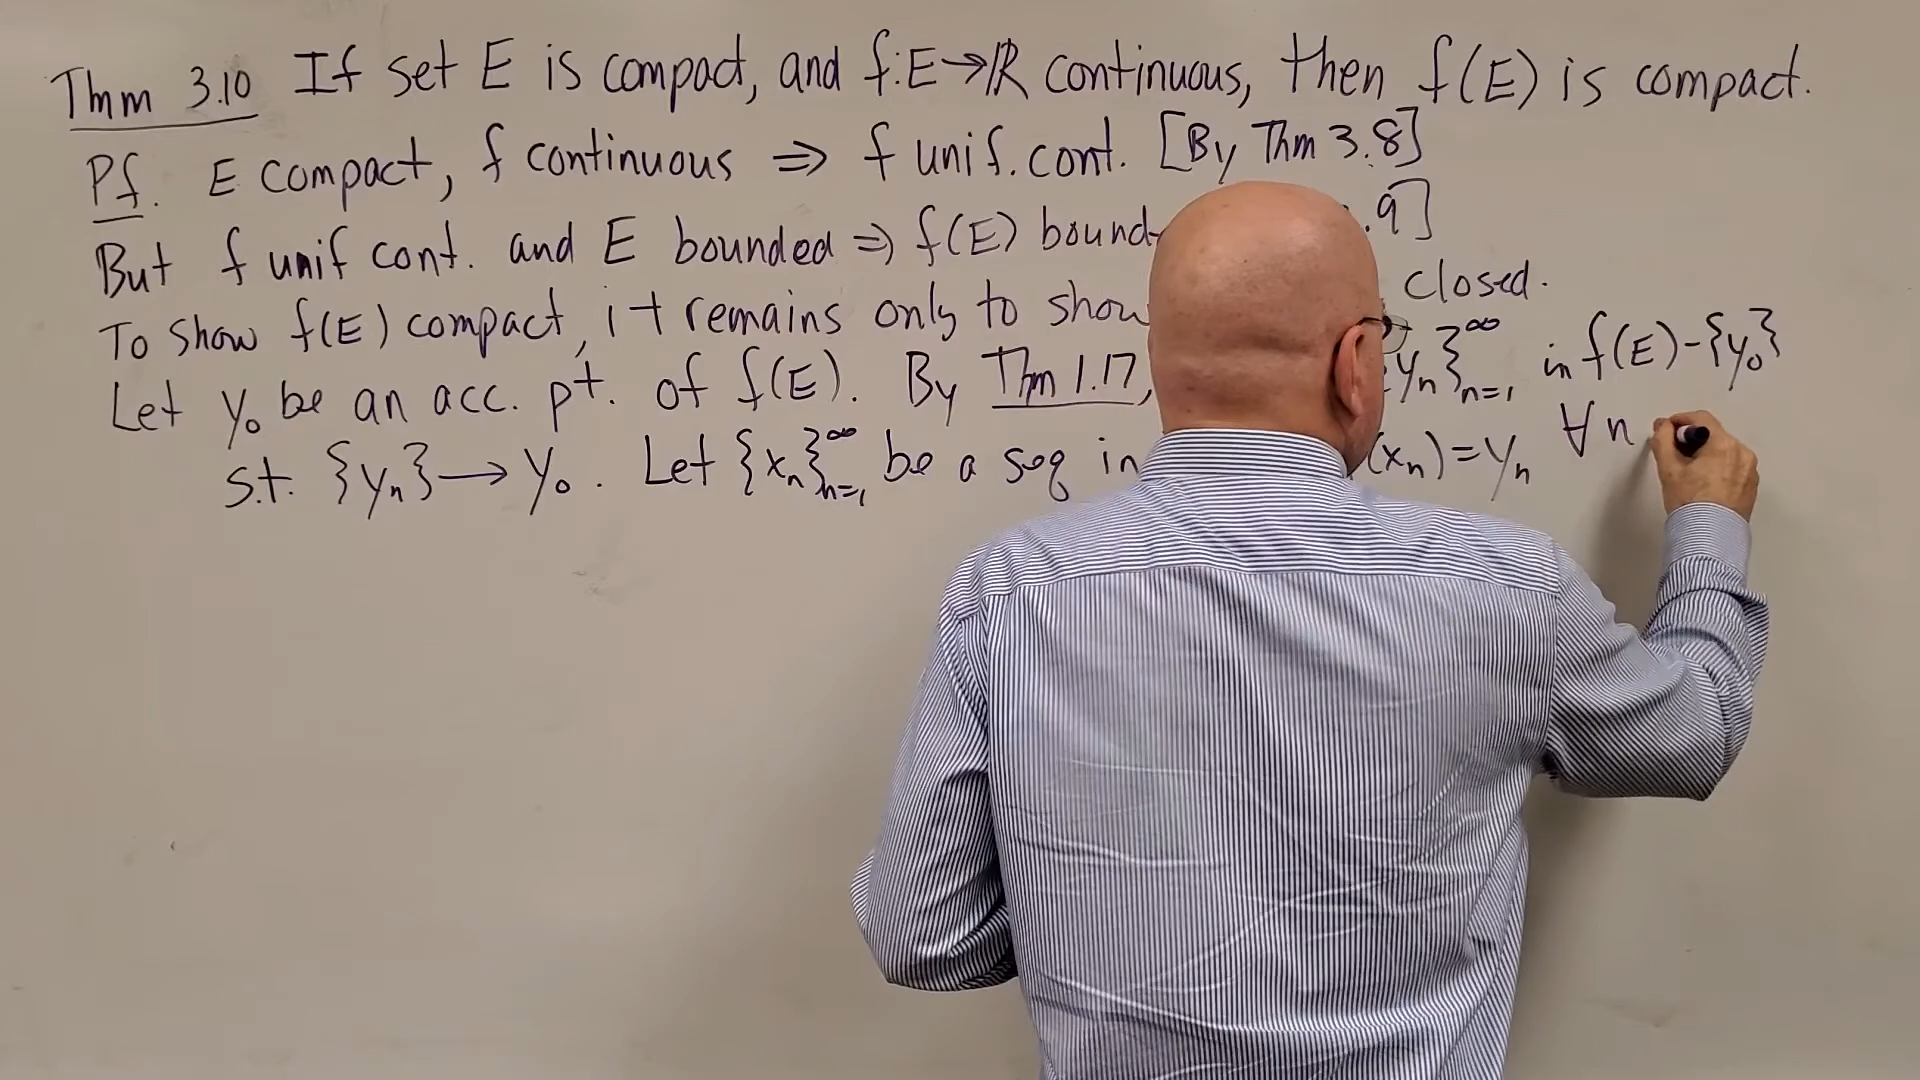 Thm 3.10 If set E is compact, and f:E→ℝ continuous, then f(E) is compact.
Pf. E compact, f continuous ⇒ f unif. cont. [By Thm 3.8]
But f unif cont. and E bounded ⇒ f(E) bound .9]
To show f(E) compact, it remains only to show closed.
Let y₀ be an acc. pt. of f(E). By Thm 1.17, yₙ}ₙ₌₁^∞ in f(E)-{y₀}
s.t. {yₙ}→y₀. Let {xₙ}ₙ₌₁^∞ be a seq in (xₙ)=yₙ ∀n